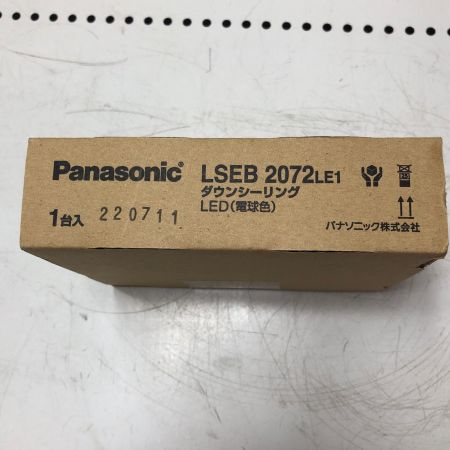 Panasonic LSEB 2072LE1
ダウンシーリング
LED(電球色)
1台入 220711
パナソニック株式会社